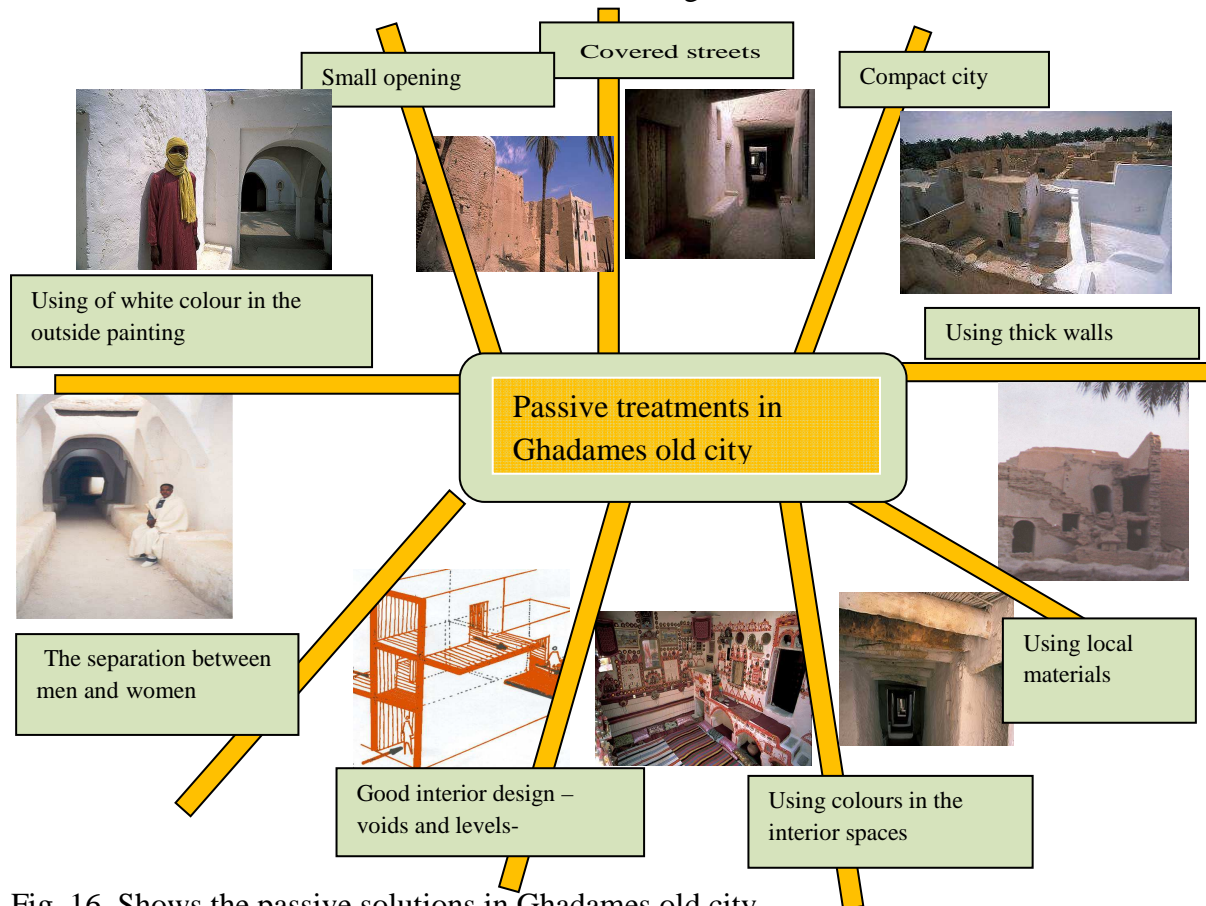 Covered streets
Small opening
Compact city
Using of white colour in the
outside painting
Using thick walls
Passive treatments in
Ghadames old city
The separation between
men and women
Using local
materials
Good interior design –
voids and levels-
Using colours in the
interior spaces
Fig. 16. Shows the passive solutions in Ghadames old city